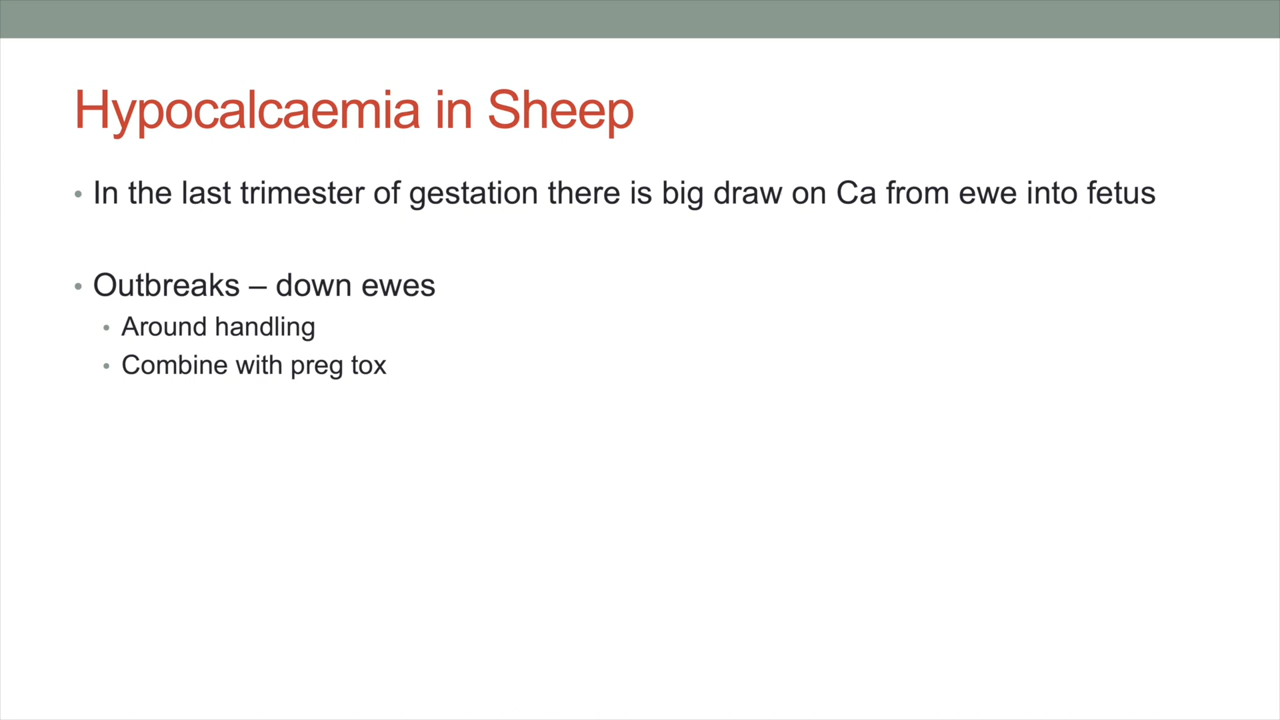 Hypocalcaemia in Sheep
• In the last trimester of gestation there is big draw on Ca from ewe into fetus
• Outbreaks – down ewes
• Around handling
• Combine with preg tox